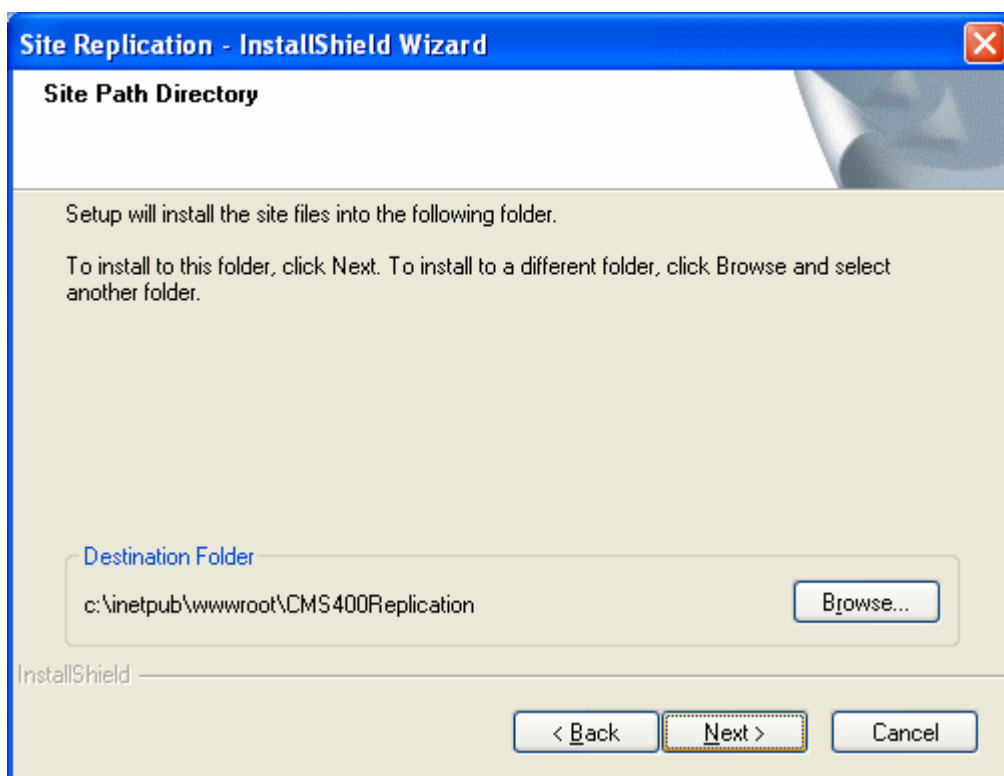 Site Replication - InstallShield Wizard
Site Path Directory
Setup will install the site files into the following folder.
To install to this folder, click Next. To install to a different folder, click Browse and select
another folder.
Destination Folder
c:\inetpub\wwwroot\CMS400Replication
Browse...
InstallShield
< Back
Next >
Cancel